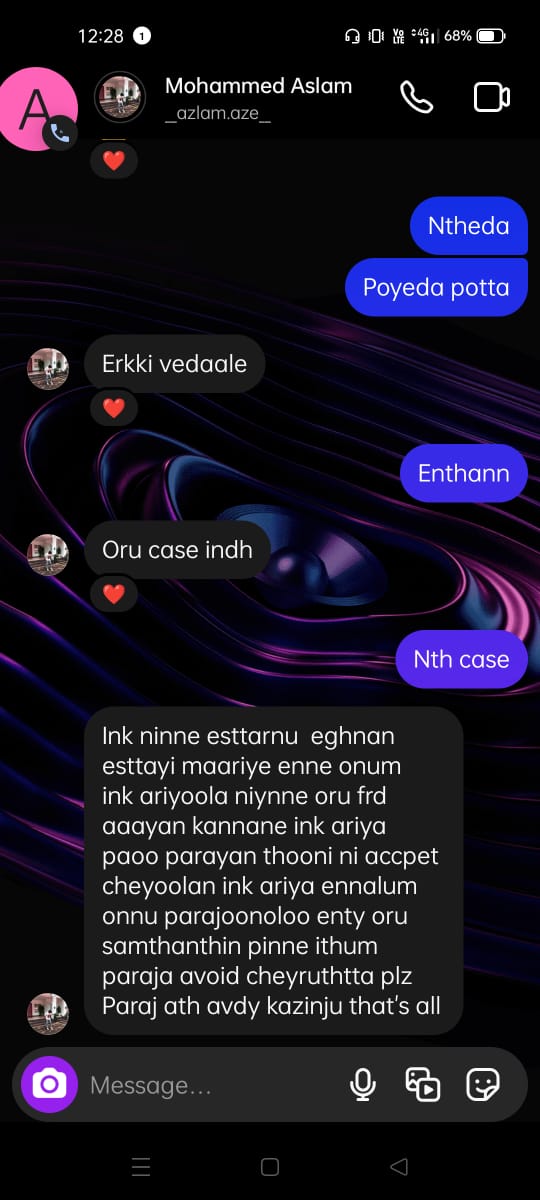 12:28 1 VO LTE 4G 68%
A
Mohammed Aslam
_azlam.aze_
Ntheda
Poyeda potta
Erkki vedaale
Enthann
Oru case indh
Nth case
Ink ninne esttarnu  eghnan
esttayi maariye enne onum
ink ariyoola niynne oru frd
aaayan kannane ink ariya
paoo parayan thooni ni accpet
cheyoolan ink ariya ennalum
onnu parajoonoloo enty oru
samthanthin pinne ithum
paraja avoid cheyruthtta plz
Paraj ath avdy kazinju that's all
Message...